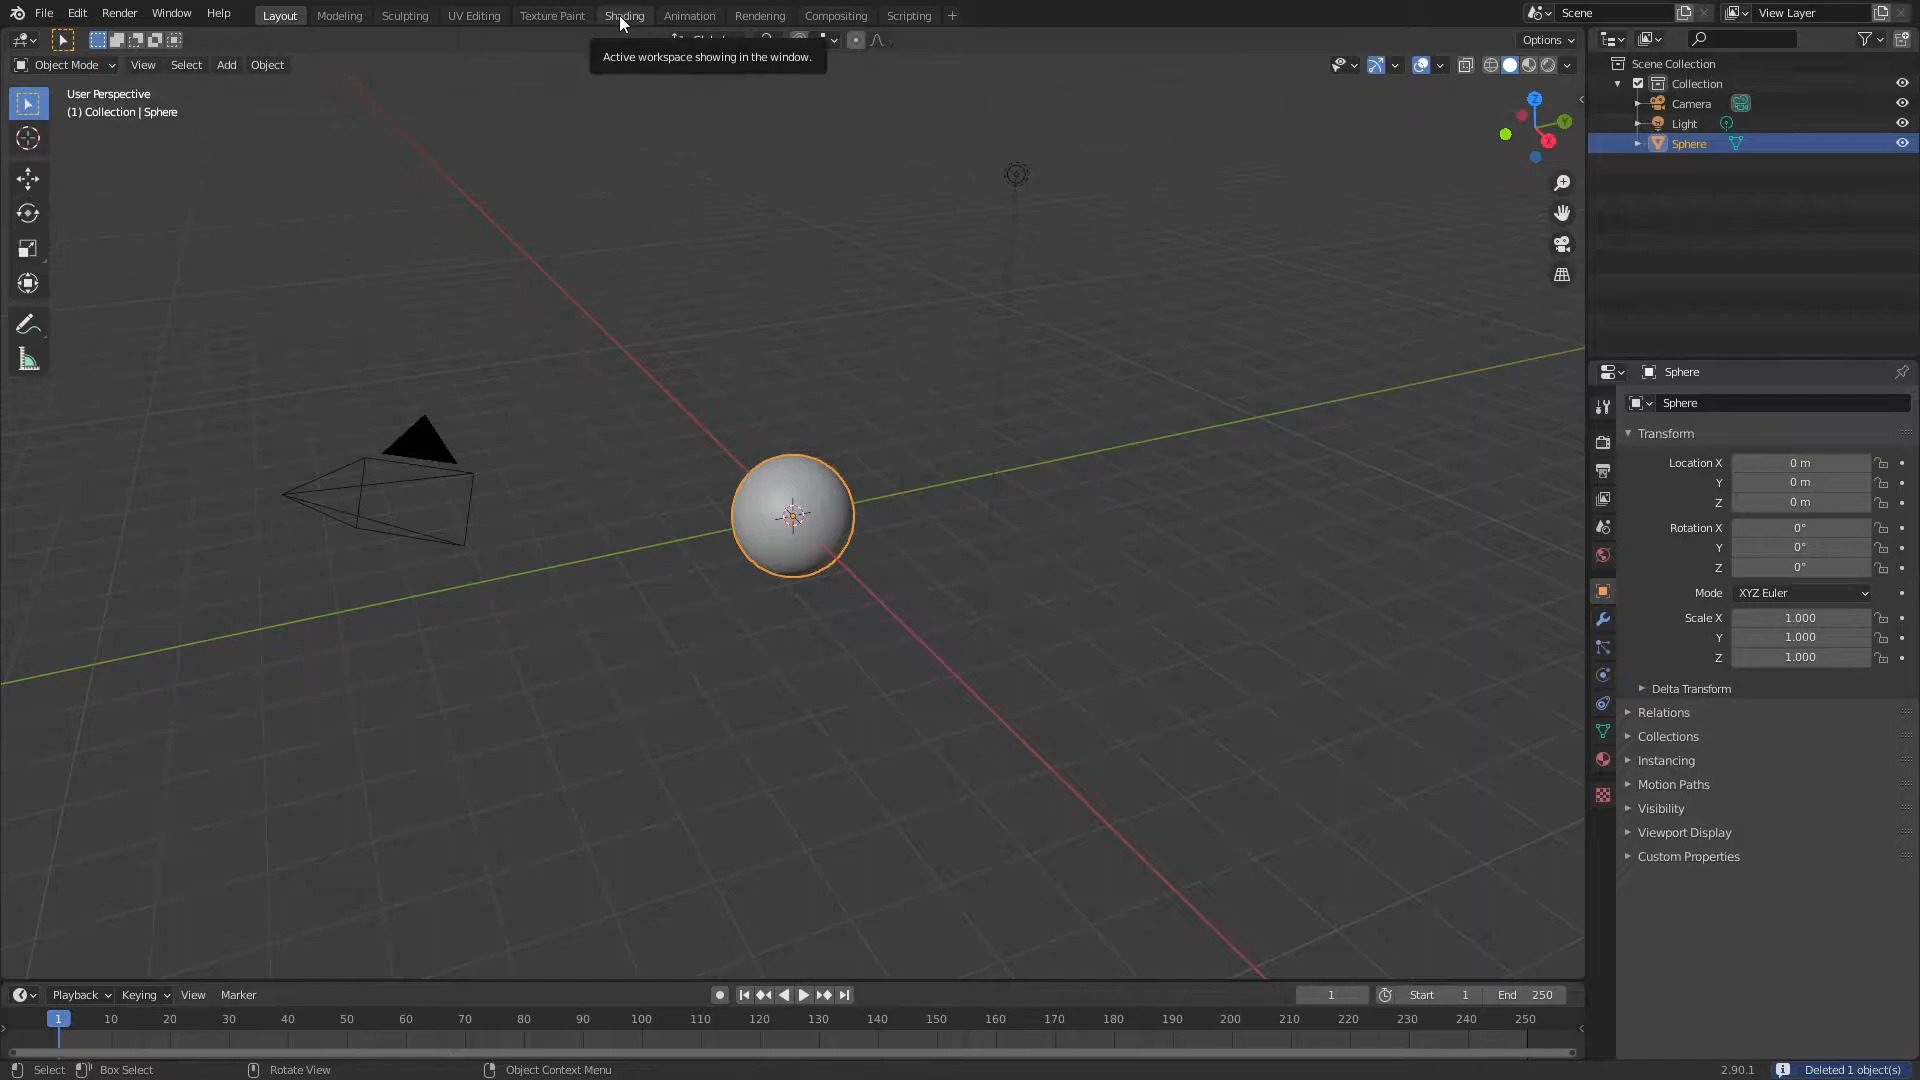 File Edit Render Window Help Layout Modeling Sculpting UV Editing Texture Paint Shading Animation Rendering Compositing Scripting + Scene View Layer
Options
Active workspace showing in the window.
Object Mode View Select Add Object
User Perspective
(1) Collection | Sphere
Z
Y
X
Scene Collection
Collection
Camera
Light
Sphere
Sphere
Sphere
Transform
Location X 0 m
Y 0 m
Z 0 m
Rotation X 0°
Y 0°
Z 0°
Mode XYZ Euler
Scale X 1.000
Y 1.000
Z 1.000
Delta Transform
Relations
Collections
Instancing
Motion Paths
Visibility
Viewport Display
Custom Properties
Playback Keying View Marker 1 Start 1 End 250
1 10 20 30 40 50 60 70 80 90 100 110 120 130 140 150 160 170 180 190 200 210 220 230 240 250
Select Box Select Rotate View Object Context Menu 2.90.1 Deleted 1 object(s)